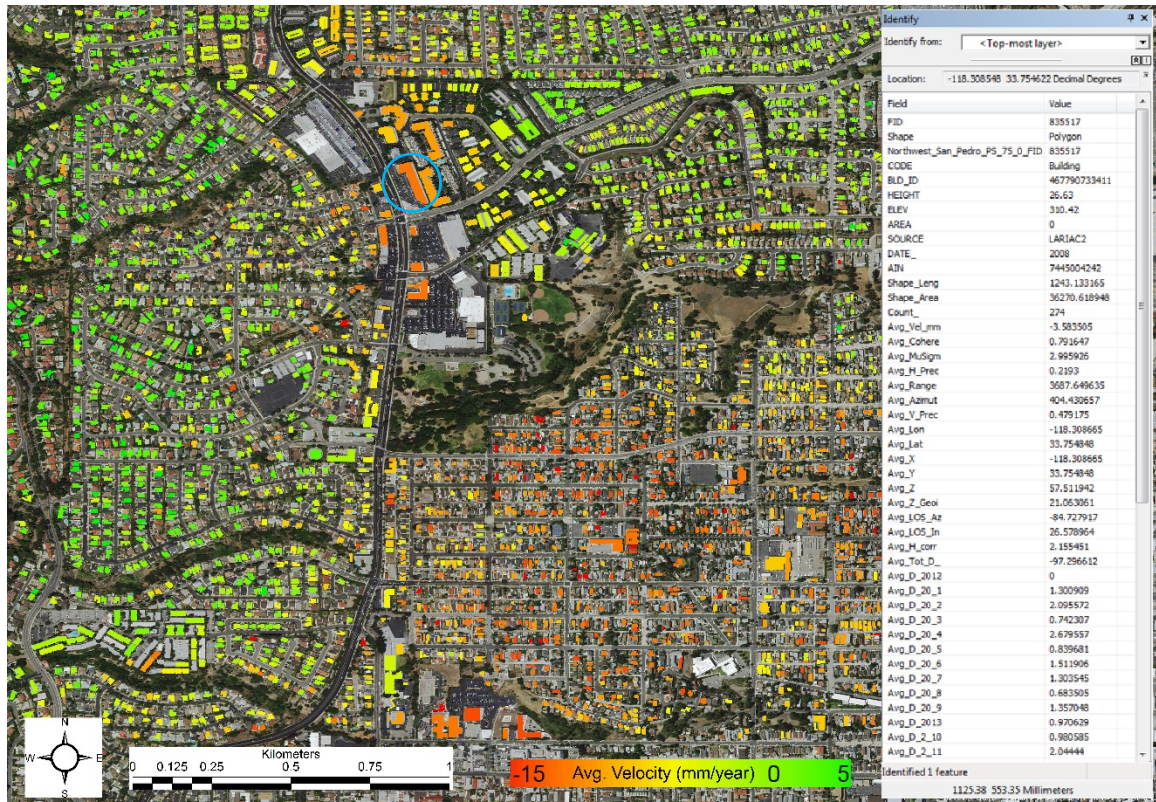 Identify
Identify from: <Top-most layer>
Location: -118.308548 33.754622 Decimal Degrees
Field Value
FID 835517
Shape Polygon
Northwest_San_Pedro_PS_75_0_FID 835517
CODE Building
BLD_ID 467790733411
HEIGHT 26.63
ELEV 310.42
AREA 0
SOURCE LARIAC2
DATE_ 2008
AIN 7445004242
Shape_Leng 1243.133165
Shape_Area 36270.618948
Count_ 274
Avg_Vel_mm -3.583505
Avg_Cohere 0.791647
Avg_MuSigm 2.995926
Avg_H_Prec 0.2193
Avg_Range 3687.649635
Avg_Azimut 404.430657
Avg_V_Prec 0.479175
Avg_Lon -118.308665
Avg_Lat 33.754848
Avg_X -118.308665
Avg_Y 33.754848
Avg_Z 57.511942
Avg_Z_Geoi 21.063061
Avg_LOS_Az -84.727917
Avg_LOS_In 26.578964
Avg_H_corr 2.155451
Avg_Tot_D_ -97.296612
Avg_D_2012 0
Avg_D_20_1 1.300909
Avg_D_20_2 2.095572
Avg_D_20_3 0.742307
Avg_D_20_4 2.679557
Avg_D_20_5 0.839681
Avg_D_20_6 1.511906
Avg_D_20_7 1.303545
Avg_D_20_8 0.683505
Avg_D_20_9 1.357048
Avg_D_2013 0.970629
Avg_D_2_10 0.980585
Avg_D_2_11 2.04444
Identified 1 feature
1125.38 553.35 Millimeters
N
W E
S
Kilometers
0 0.125 0.25 0.5 0.75 1
-15 Avg. Velocity (mm/year) 0 5